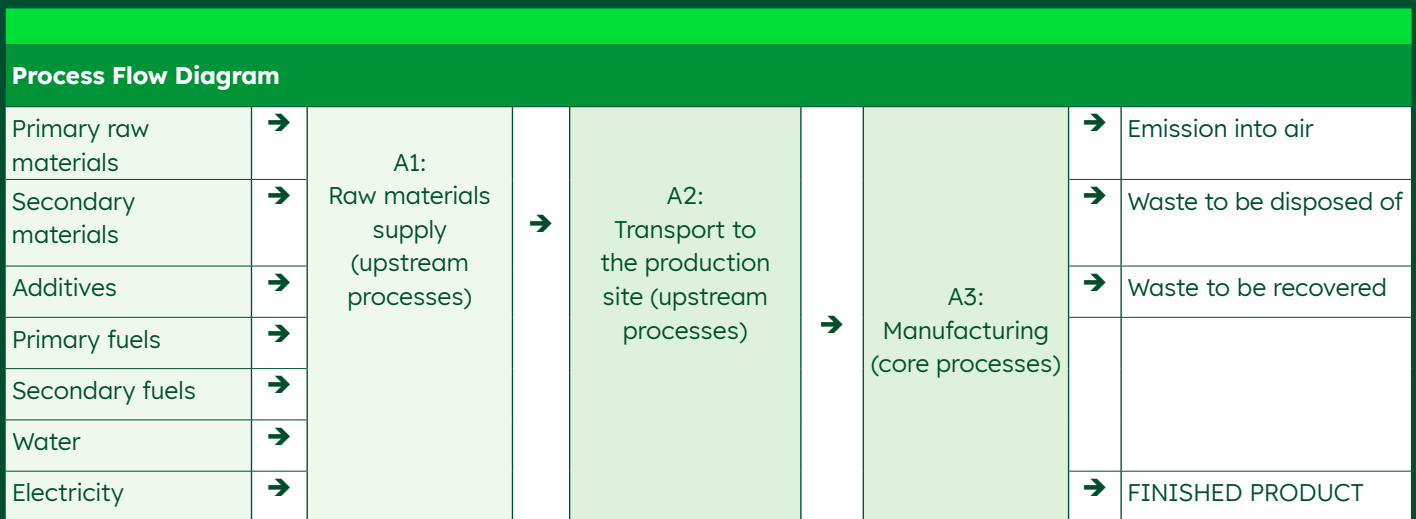 Process Flow Diagram
Primary raw
materials
➔
Secondary
materials
➔
Additives
➔
Primary fuels
➔
Secondary fuels
➔
Water
➔
Electricity
➔
A1:
Raw materials
supply
(upstream
processes)
➔
A2:
Transport to
the production
site (upstream
processes)
➔
A3:
Manufacturing
(core processes)
➔
Emission into air
➔
Waste to be disposed of
➔
Waste to be recovered
➔
FINISHED PRODUCT